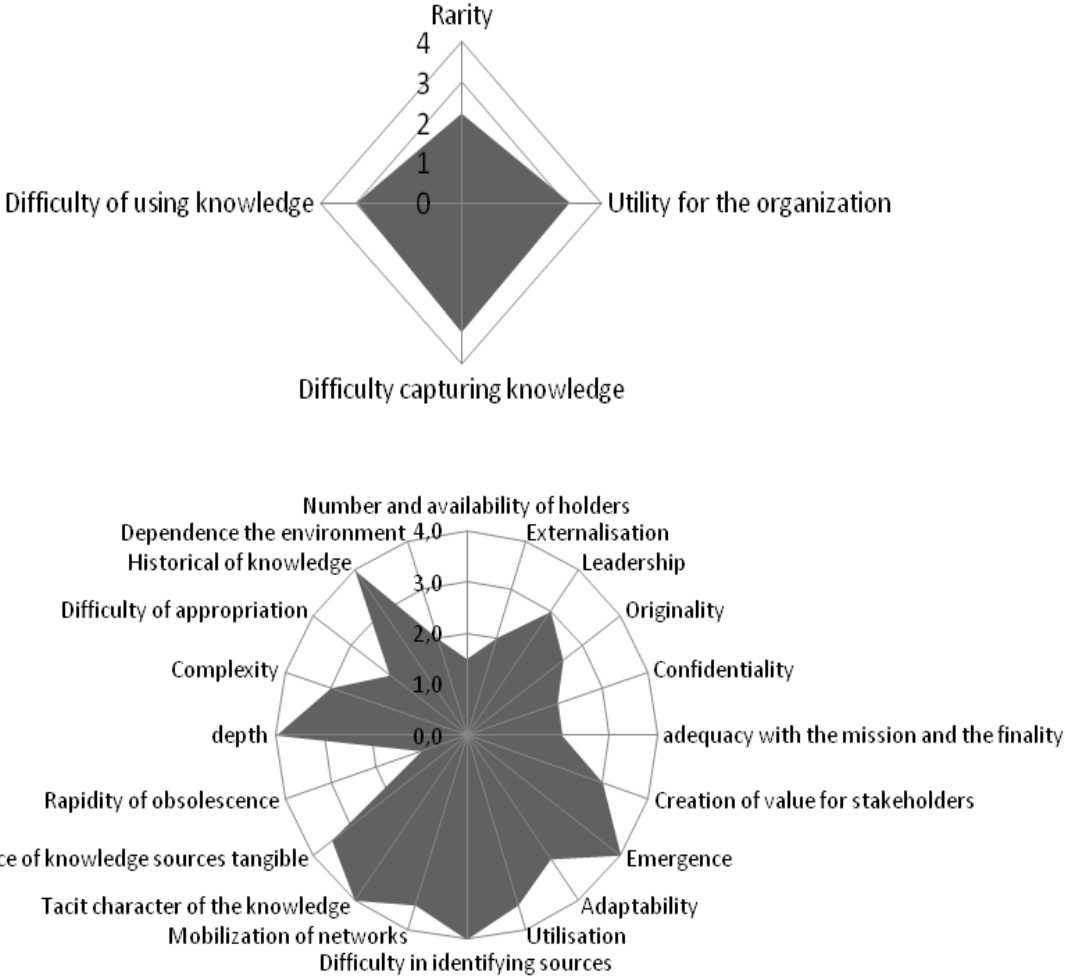 Rarity
4
3
2
1
0
Difficulty of using knowledge
Utility for the organization
Difficulty capturing knowledge
Number and availability of holders
Dependence the environment 4,0 Externalisation
Historical of knowledge Leadership
3,0
Difficulty of appropriation Originality
2,0
Complexity Confidentiality
1,0
depth 0,0 adequacy with the mission and the finality
Rapidity of obsolescence Creation of value for stakeholders
of knowledge sources tangible Emergence
Tacit character of the knowledge Adaptability
Mobilization of networks Utilisation
Difficulty in identifying sources